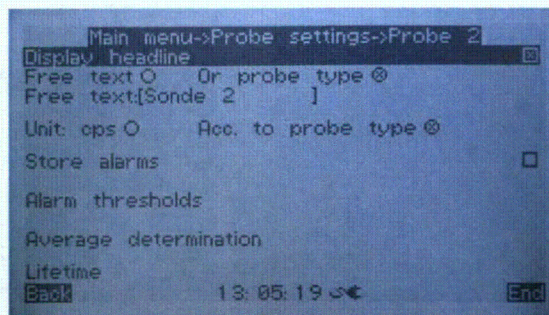 Main menu->Probe settings->Probe 2
Display headline
Free text Or probe type
Free text:[Sonde 2 ]
Unit: cps Acc. to probe type
Store alarms
Alarm thresholds
Average determination
Lifetime
Back 13:05:19 End